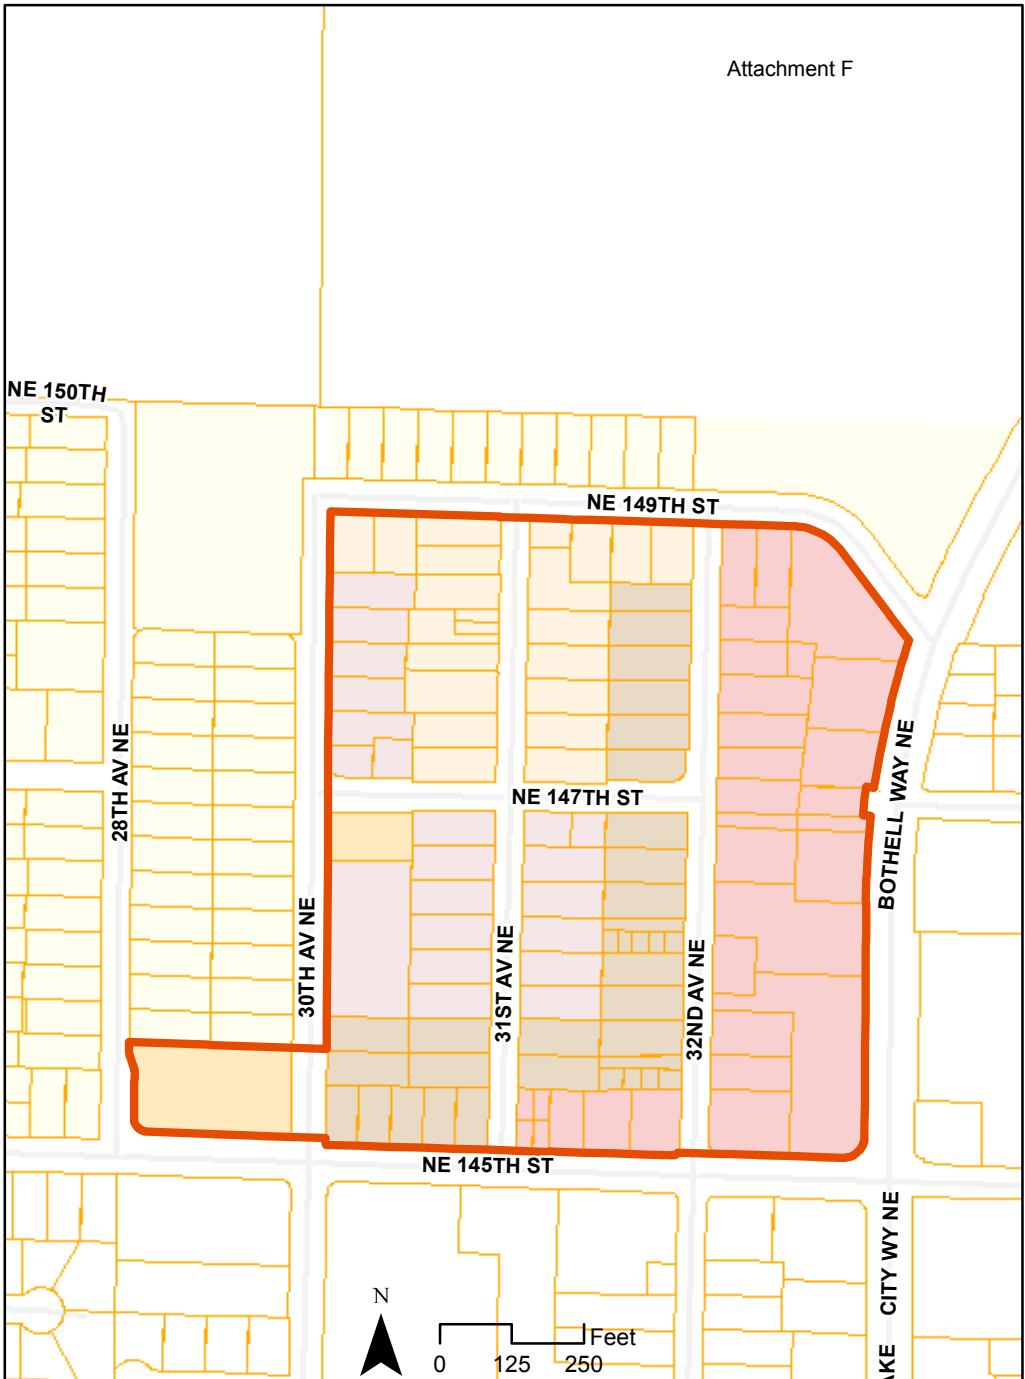 Attachment F
NE 150TH
ST
NE 149TH ST
28TH AV NE
NE 147TH ST
BOTHELL WAY NE
30TH AV NE
31ST AV NE
32ND AV NE
NE 145TH ST
CITY WY NE
N
Feet
0 125 250